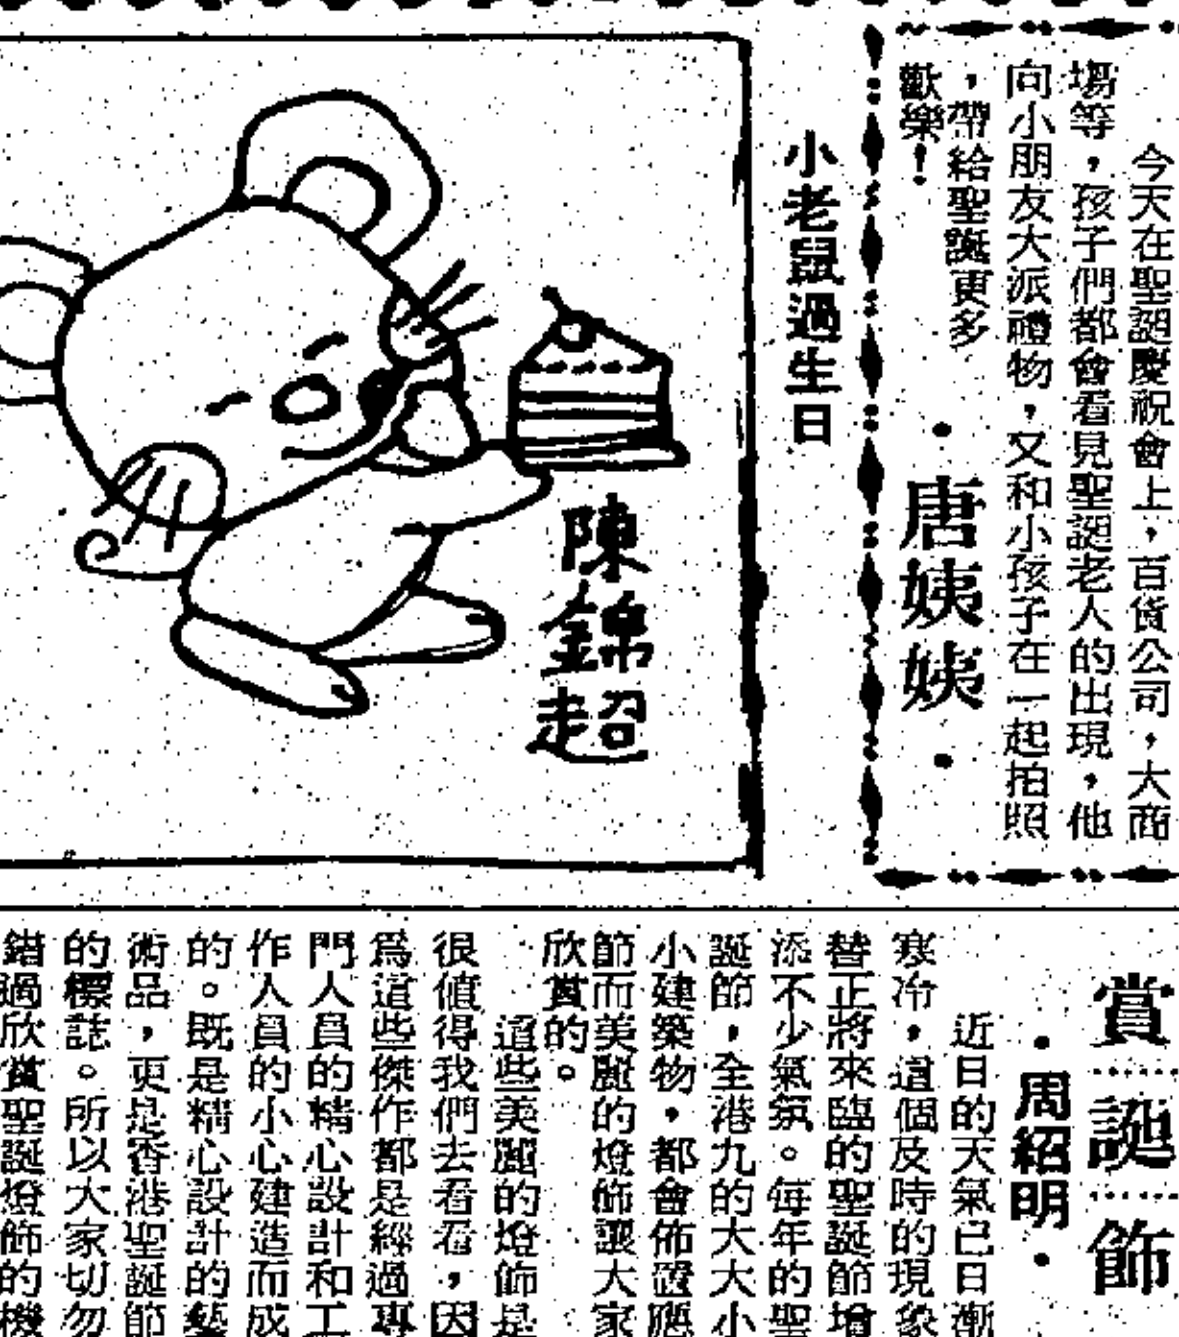 今天在聖誕慶祝會上，百貨公司，大商
場等，孩子們都會看見聖誕老人的出現，他
向小朋友大派禮物，又和小孩子在一起拍照
，帶給聖誕更多
歡樂！
•唐姨姨•
小老鼠過生日
陳錦超
賞誕飾
•周紹明•
近日的天氣已日漸
寒冷，這個及時的現象
替正將來臨的聖誕節增
添不少氣氛。每年的聖
誕節，全港九的大大小
小建築物，都會佈置應
節而美麗的燈飾讓大家
欣賞的。
這些美麗的燈飾是
很值得我們去看看，因
爲這些傑作都是經過專
門人員的精心設計和工
作人員的小心建造而成
的。既是精心設計的藝
術品，更是香港聖誕節
的標誌。所以大家切勿
錯過欣賞聖誕燈飾的機